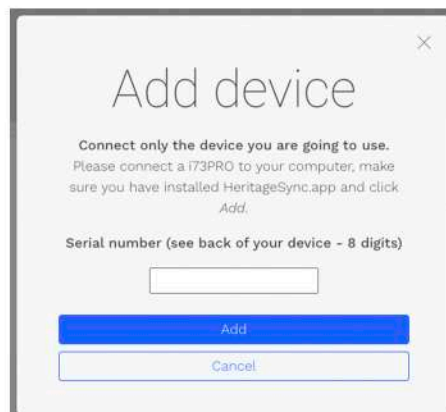 Add device
Connect only the device you are going to use.
Please connect a i73PRO to your computer, make
sure you have installed HeritageSync.app and click
Add.
Serial number (see back of your device - 8 digits)
Add
Cancel